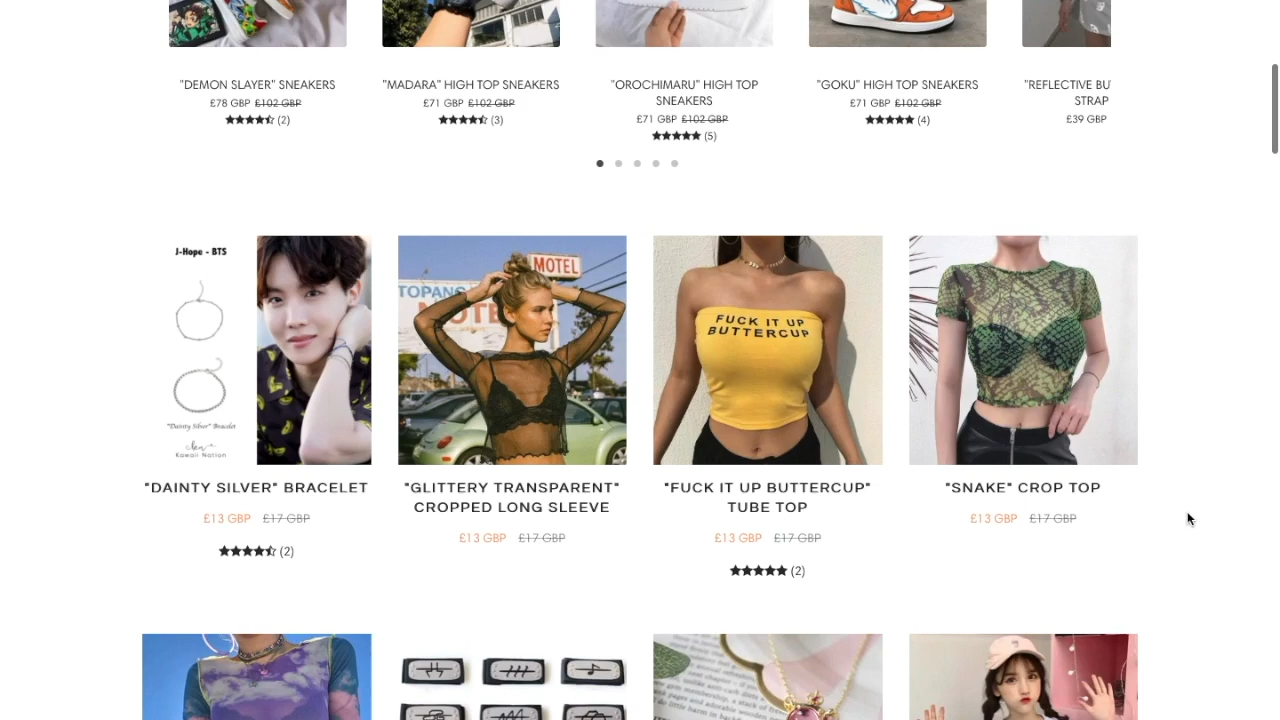 "DEMON SLAYER" SNEAKERS
£78 GBP £102 GBP
(2)
"MADARA" HIGH TOP SNEAKERS
£71 GBP £102 GBP
(3)
"OROCHIMARU" HIGH TOP
SNEAKERS
£71 GBP £102 GBP
(5)
"GOKU" HIGH TOP SNEAKERS
£71 GBP £102 GBP
(4)
"REFLECTIVE
STRAP
£39 GBP
J-Hope - BTS
"Dainty Silver" Bracelet
Kawaii Nation
"DAINTY SILVER" BRACELET
£13 GBP £17 GBP
(2)
MOTEL
TOPANG
MOTE
"GLITTERY TRANSPARENT"
CROPPED LONG SLEEVE
£13 GBP £17 GBP
FUCK IT UP
BUTTERCUP
"FUCK IT UP BUTTERCUP"
TUBE TOP
£13 GBP £17 GBP
(2)
"SNAKE" CROP TOP
£13 GBP £17 GBP